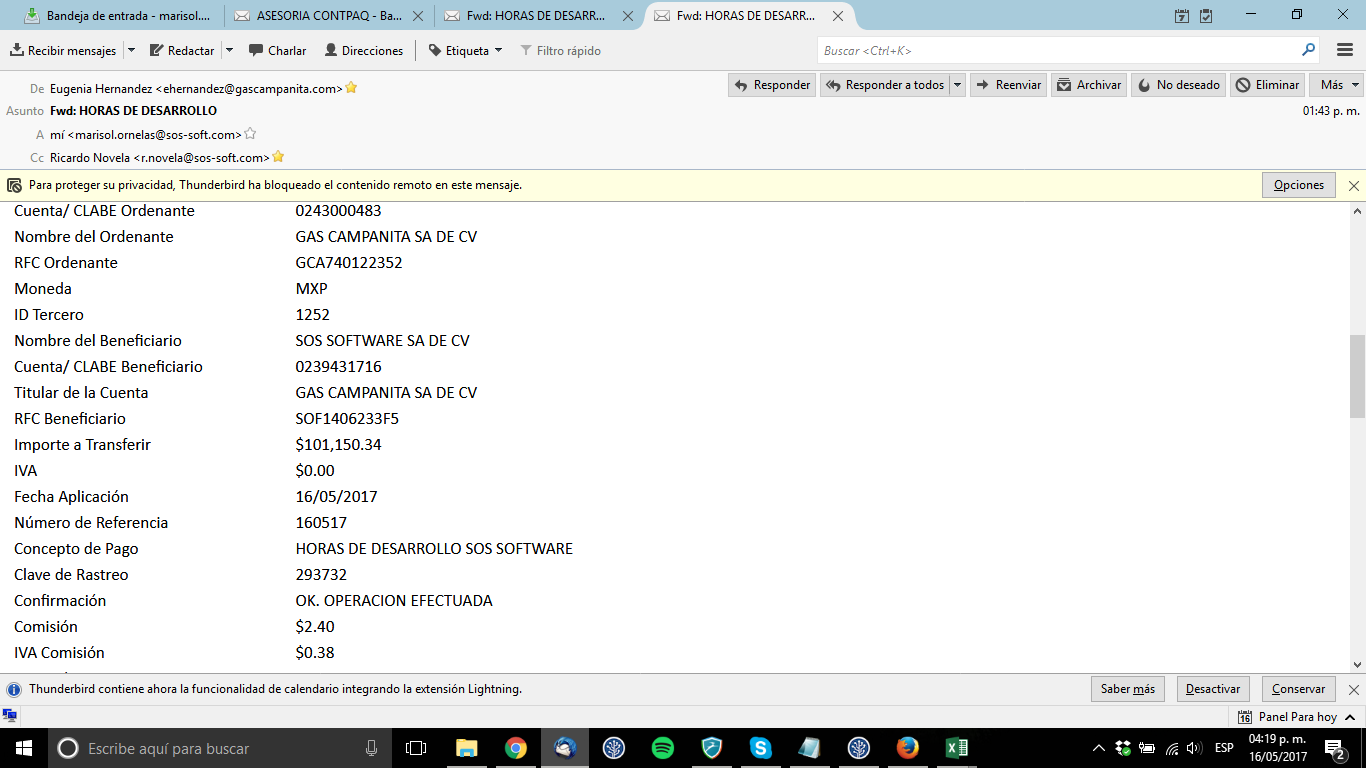 Bandeja de entrada - marisol....
ASESORIA CONTPAQ - Ba...
Fwd: HORAS DE DESARR...
Fwd: HORAS DE DESARR...
Recibir mensajes
Redactar
Charlar
Direcciones
Etiqueta
Filtro rápido
Buscar <Ctrl+K>
De Eugenia Hernandez <ehernandez@gascampanita.com>
Responder
Responder a todos
Reenviar
Archivar
No deseado
Eliminar
Más
Asunto Fwd: HORAS DE DESARROLLO
01:43 p. m.
A mí <marisol.ornelas@sos-soft.com>
Cc Ricardo Novela <r.novela@sos-soft.com>
Para proteger su privacidad, Thunderbird ha bloqueado el contenido remoto en este mensaje.
Opciones
Cuenta/ CLABE Ordenante 0243000483
Nombre del Ordenante GAS CAMPANITA SA DE CV
RFC Ordenante GCA740122352
Moneda MXP
ID Tercero 1252
Nombre del Beneficiario SOS SOFTWARE SA DE CV
Cuenta/ CLABE Beneficiario 0239431716
Titular de la Cuenta GAS CAMPANITA SA DE CV
RFC Beneficiario SOF1406233F5
Importe a Transferir $101,150.34
IVA $0.00
Fecha Aplicación 16/05/2017
Número de Referencia 160517
Concepto de Pago HORAS DE DESARROLLO SOS SOFTWARE
Clave de Rastreo 293732
Confirmación OK. OPERACION EFECTUADA
Comisión $2.40
IVA Comisión $0.38
Thunderbird contiene ahora la funcionalidad de calendario integrando la extensión Lightning.
Saber más
Desactivar
Conservar
16 Panel Para hoy
Escribe aquí para buscar
ESP
04:19 p. m.
16/05/2017
2